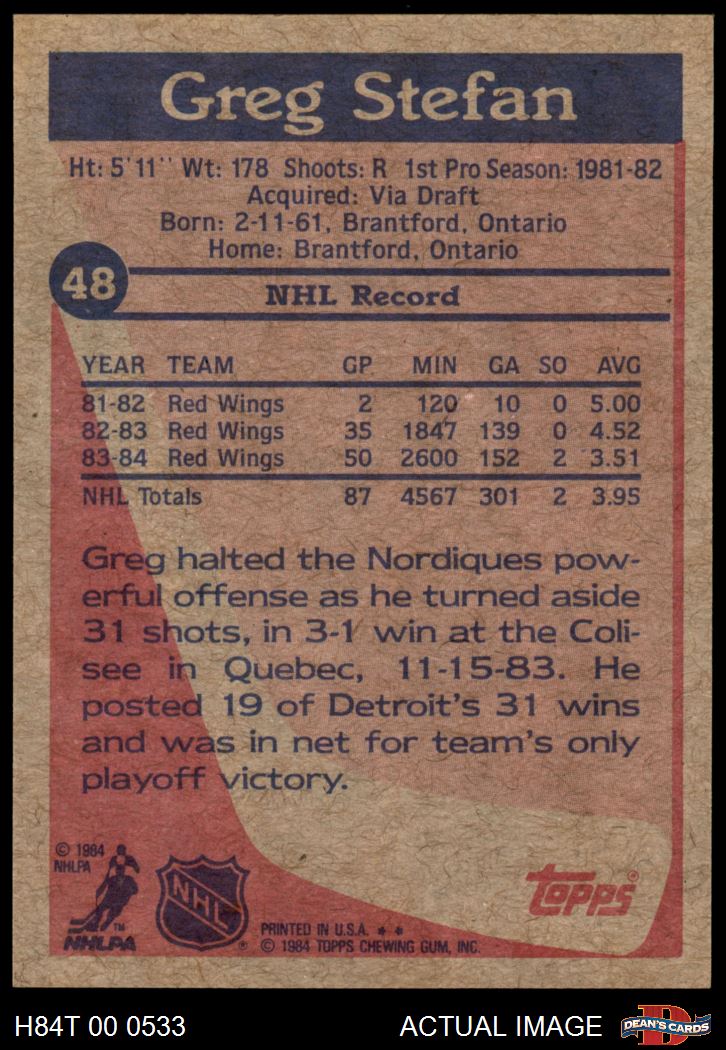 Greg Stefan
Ht: 5'11" Wt: 178 Shoots: R 1st Pro Season: 1981-82
Acquired: Via Draft
Born: 2-11-61, Brantford, Ontario
Home: Brantford, Ontario
48
NHL Record
YEAR TEAM GP MIN GA SO AVG
81-82 Red Wings 2 120 10 0 5.00
82-83 Red Wings 35 1847 139 0 4.52
83-84 Red Wings 50 2600 152 2 3.51
NHL Totals 87 4567 301 2 3.95
Greg halted the Nordiques pow-
erful offense as he turned aside
31 shots, in 3-1 win at the Coli-
see in Quebec, 11-15-83. He
posted 19 of Detroit's 31 wins
and was in net for team's only
playoff victory.
© 1984
NHLPA
NHLPA™
NHL®
PRINTED IN U.S.A. **
© 1984 TOPPS CHEWING GUM, INC.
Topps®
H84T 00 0533 ACTUAL IMAGE
D
DEAN'S CARDS